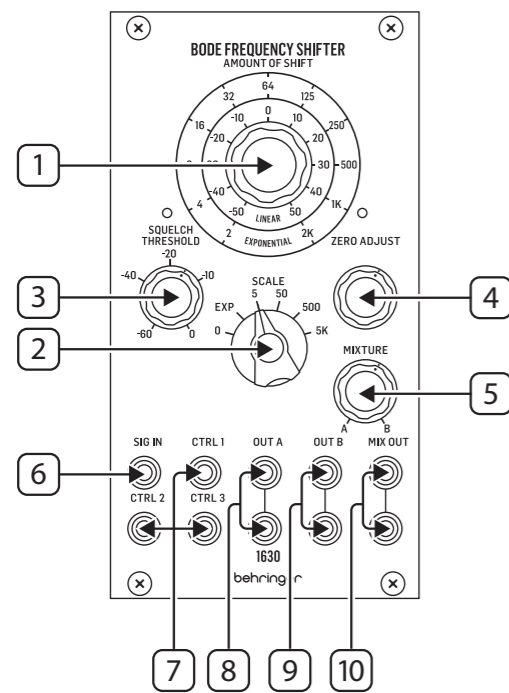 BODE FREQUENCY SHIFTER
AMOUNT OF SHIFT
64
32 125
-10 0 10
16 250
-20 20
30 500
-40 40
4 1K
-50 50
LINEAR
2 2K
EXPONENTIAL
SQUELCH
THRESHOLD
ZERO ADJUST
-20
-40 -10
-60 0
SCALE
5 50
EXP 500
0 5K
MIXTURE
A B
SIG IN CTRL 1 OUT A OUT B MIX OUT
CTRL 2 CTRL 3
1630
behringer
1
2
3
4
5
6
7
8
9
10